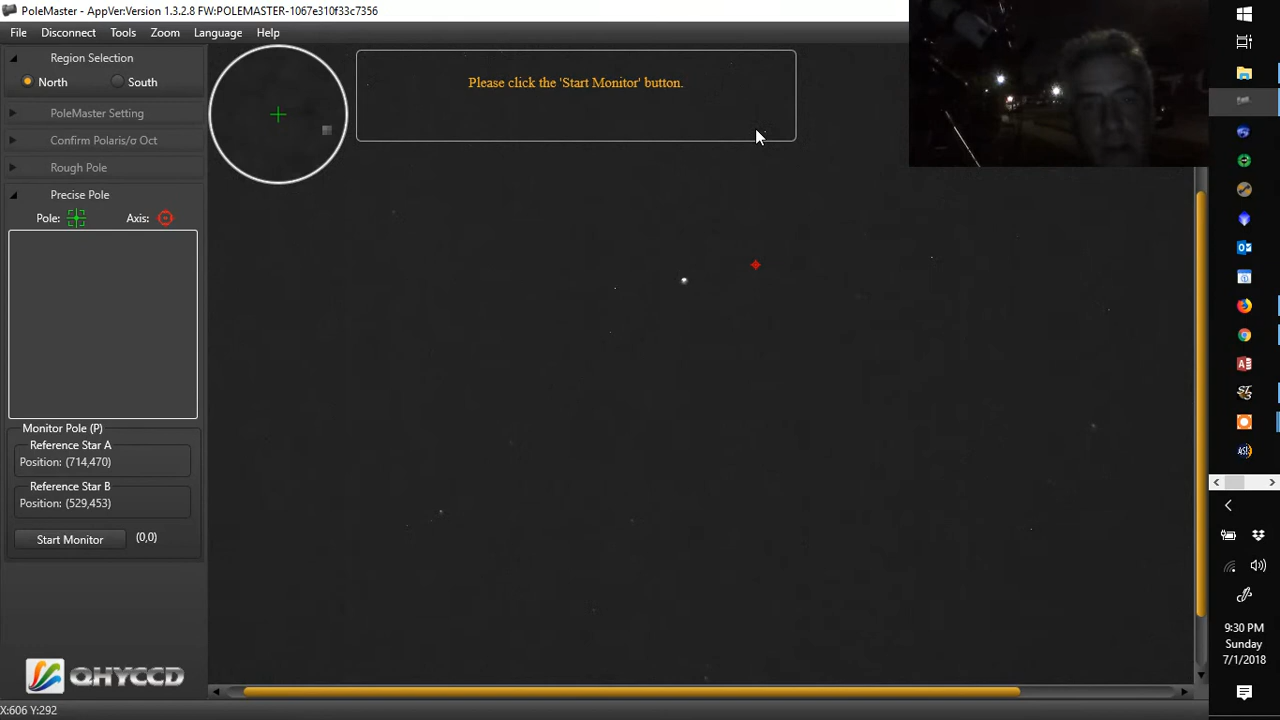 PoleMaster - AppVer:Version 1.3.2.8 FW:POLEMASTER-1067e310f33c7356
File Disconnect Tools Zoom Language Help
Region Selection
North South
PoleMaster Setting
Confirm Polaris/σ Oct
Rough Pole
Precise Pole
Pole: Axis:
Monitor Pole (P)
Reference Star A
Position: (714,470)
Reference Star B
Position: (529,453)
Start Monitor (0,0)
QHYCCD
X:606 Y:292
Please click the 'Start Monitor' button.
9:30 PM
Sunday
7/1/2018